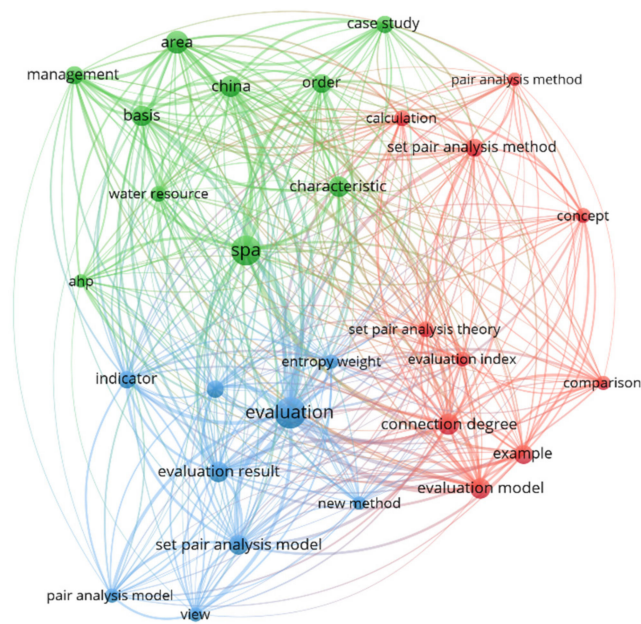 case study
area
management
china
order
pair analysis method
basis
calculation
set pair analysis method
characteristic
water resource
concept
spa
ahp
set pair analysis theory
entropy weight
evaluation index
indicator
comparison
evaluation
connection degree
example
evaluation result
evaluation model
new method
set pair analysis model
pair analysis model
view